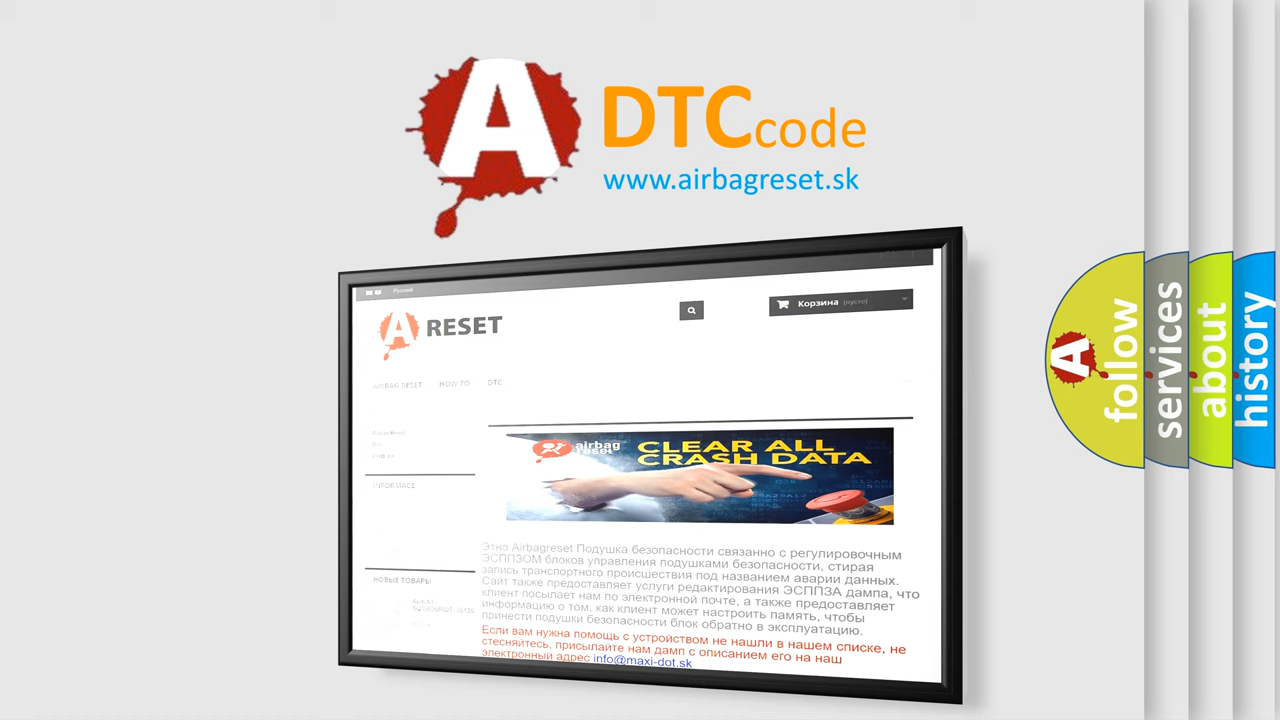 A
DTCcode
www.airbagreset.sk
Русский
Корзина (пусто)
A RESET
AIRBAG RESET HOW TO DTC
INFORMACE
airbag
reset
CLEAR ALL
CRASH DATA
НОВЫЕ ТОВАРЫ
Этно Airbagreset Подушка безопасности связанно с регулировочным
ЭСППЗОМ блоков управления подушками безопасности, стирая
запись транспортного происшествия под названием аварии данных.
Сайт также предоставляет услуги редактирования ЭСППЗА дампа, что
клиент посылает нам по электронной почте, а также предоставляет
информацию о том, как клиент может настроить память, чтобы
принести подушки безопасности блок обратно в эксплуатацию.
Если вам нужна помощь с устройством не нашли в нашем списке, не
стесняйтесь, присылайте нам дамп с описанием его на наш
электронный адрес info@maxi-dot.sk
A
follow
services
about
history